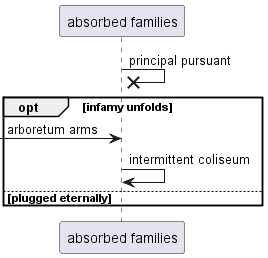 absorbed families
principal pursuant
opt [infamy unfolds]
arboretum arms
intermittent coliseum
[plugged eternally]
absorbed families